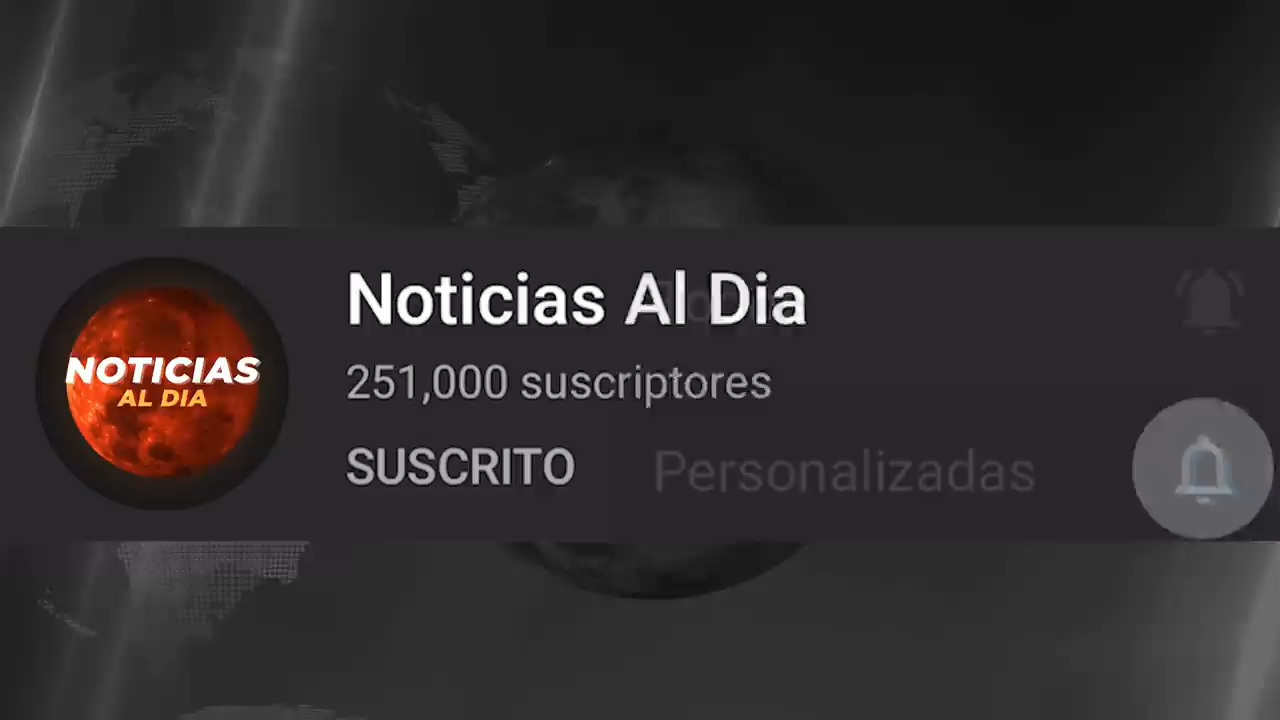 NOTICIAS
AL DIA
Noticias Al Dia
251,000 suscriptores
SUSCRITO
Personalizadas